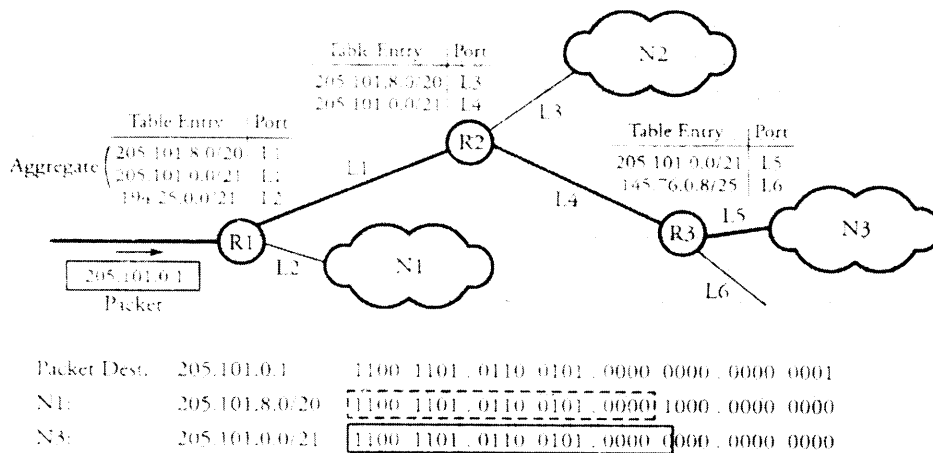 Table Entry Port
205.101.8.0/20 L3
205.101.0.0/21 L4
N2
L3
Table Entry Port
Aggregate
205.101.8.0/20 L1
205.101.0.0/21 L1
194.25.0.0/21 L2
R2
L1
Table Entry Port
205.101.0.0/21 L5
145.76.0.8/25 L6
L4
R1
L2
N1
R3
L5
N3
L6
205.101.0.1
Packet
Packet Dest. 205.101.0.1 1100 1101 . 0110 0101 . 0000 0000 . 0000 0001
N1: 205.101.8.0/20 1100 1101 . 0110 0101 . 0000 1000 . 0000 0000
N3: 205.101.0.0/21 1100 1101 . 0110 0101 . 0000 0000 . 0000 0000